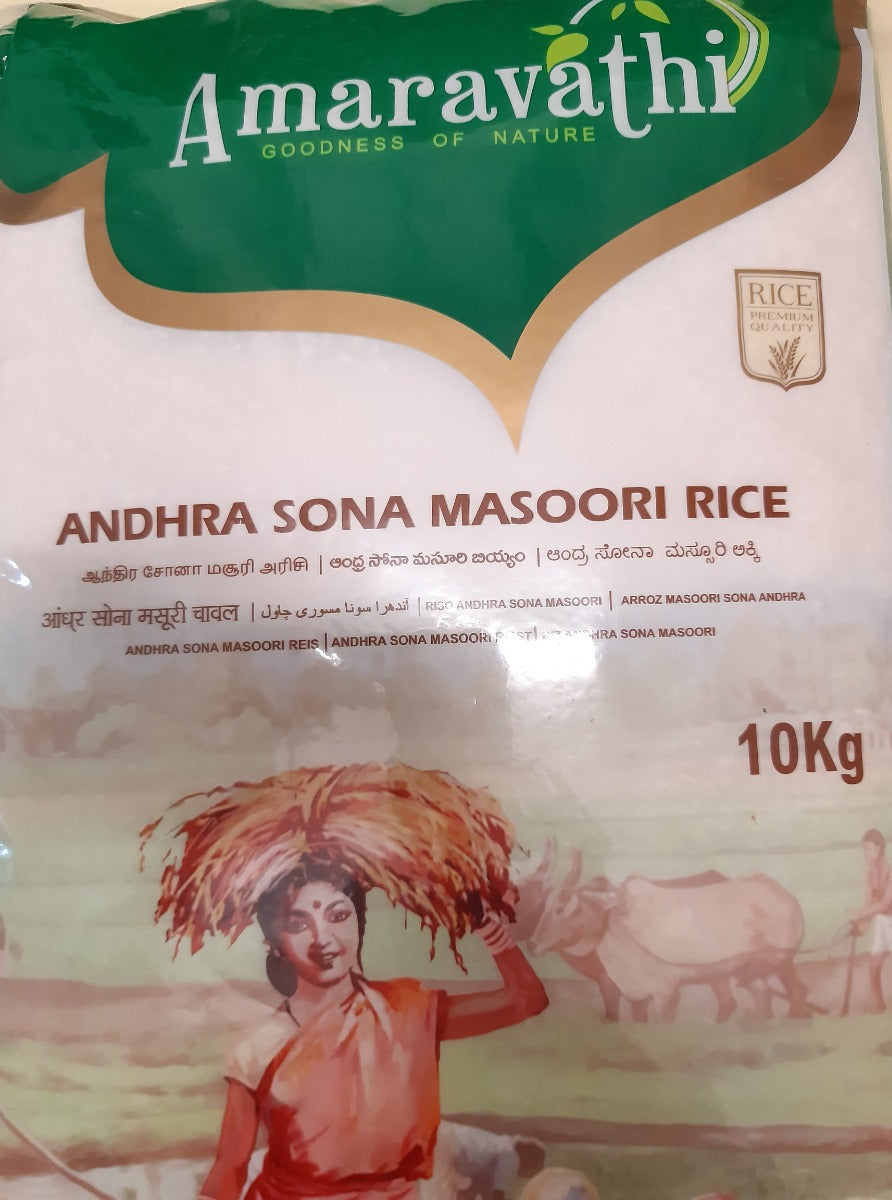 Amaravathi
GOODNESS OF NATURE
RICE
PREMIUM
QUALITY
ANDHRA SONA MASOORI RICE
ஆந்திர சோனா மசூரி அரிசி | ఆంధ్ర సోనా మసూరి బియ్యం | ಆಂದ್ರ ಸೋನಾ ಮಸ್ಸೂರಿ ಅಕ್ಕಿ
आंध्र सोना मसूरी चावल | آندھرا سونا مسوری چاول | RISO ANDHRA SONA MASOORI | ARROZ MASOORI SONA ANDHRA
ANDHRA SONA MASOORI REIS | ANDHRA SONA MASOORI | ANDHRA SONA MASOORI
10Kg